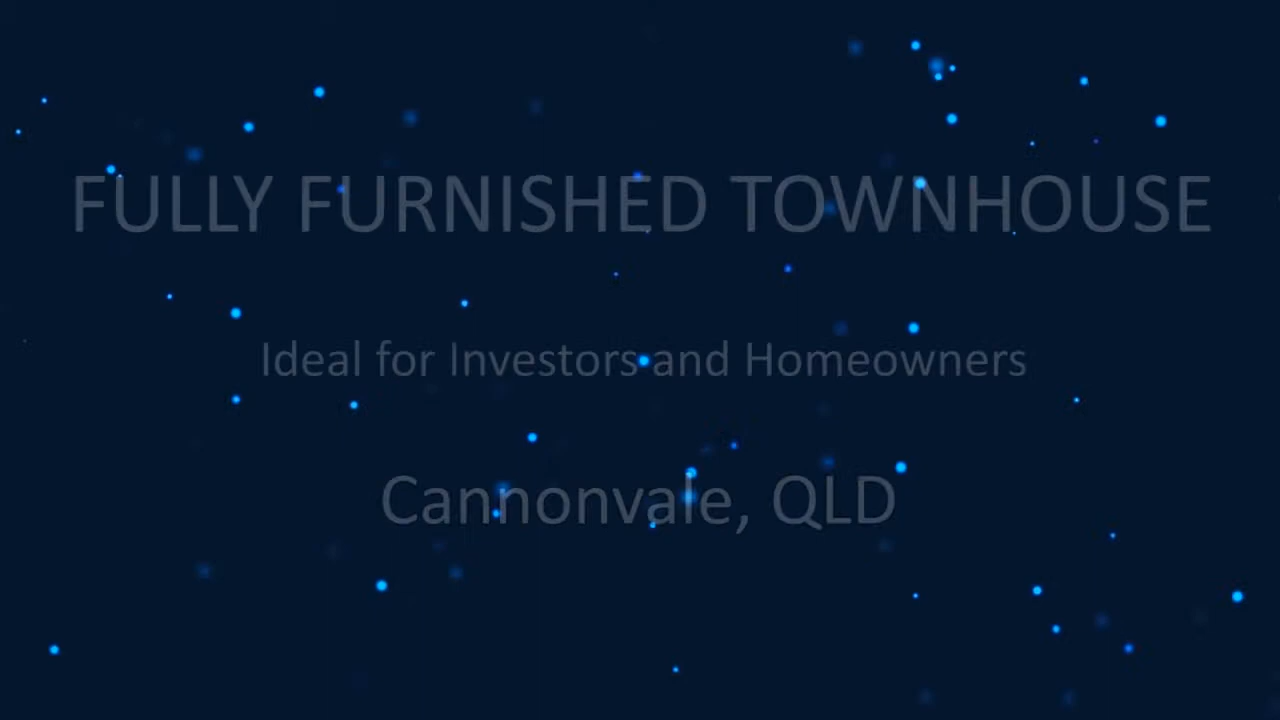 FULLY FURNISHED TOWNHOUSE
Ideal for Investors and Homeowners
Cannonvale, QLD